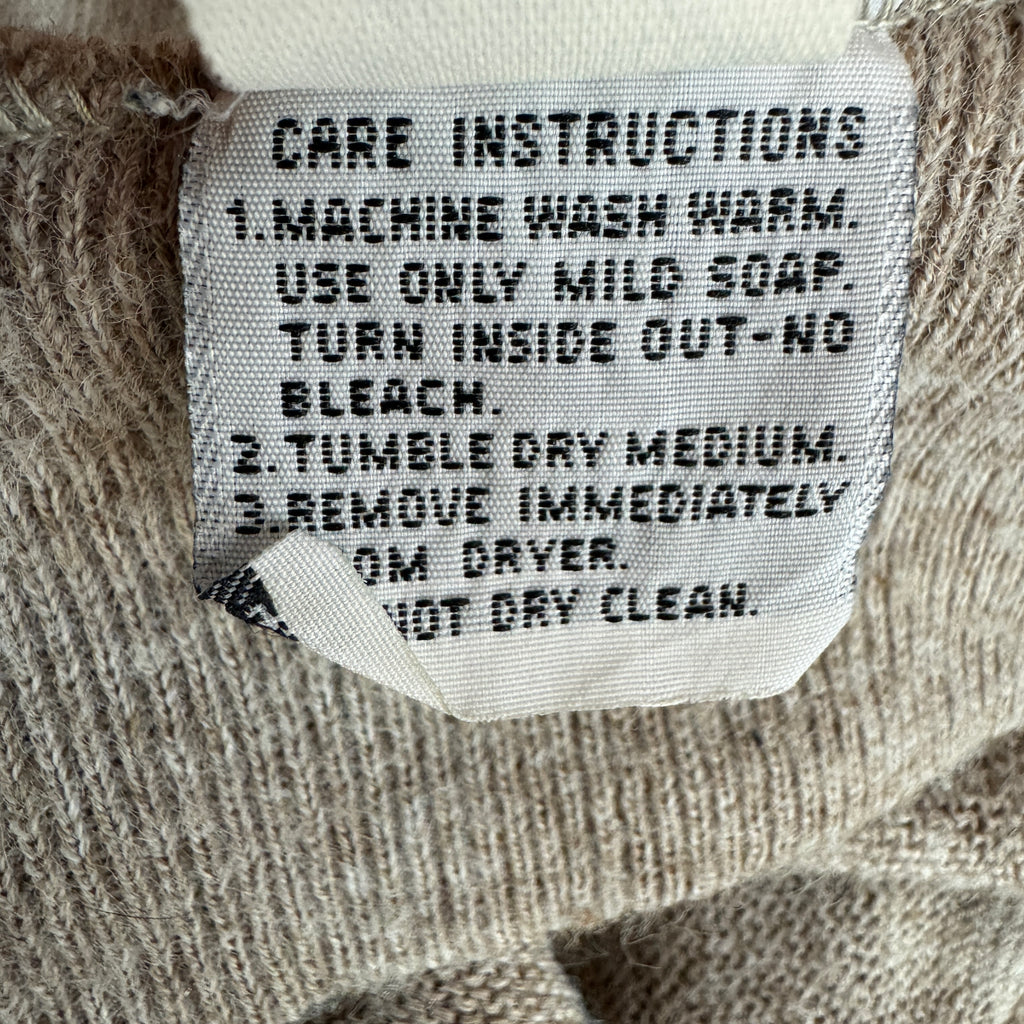 CARE INSTRUCTIONS
1. MACHINE WASH WARM.
USE ONLY MILD SOAP.
TURN INSIDE OUT-NO
BLEACH.
2. TUMBLE DRY MEDIUM.
3. REMOVE IMMEDIATELY
OM DRYER.
NOT DRY CLEAN.